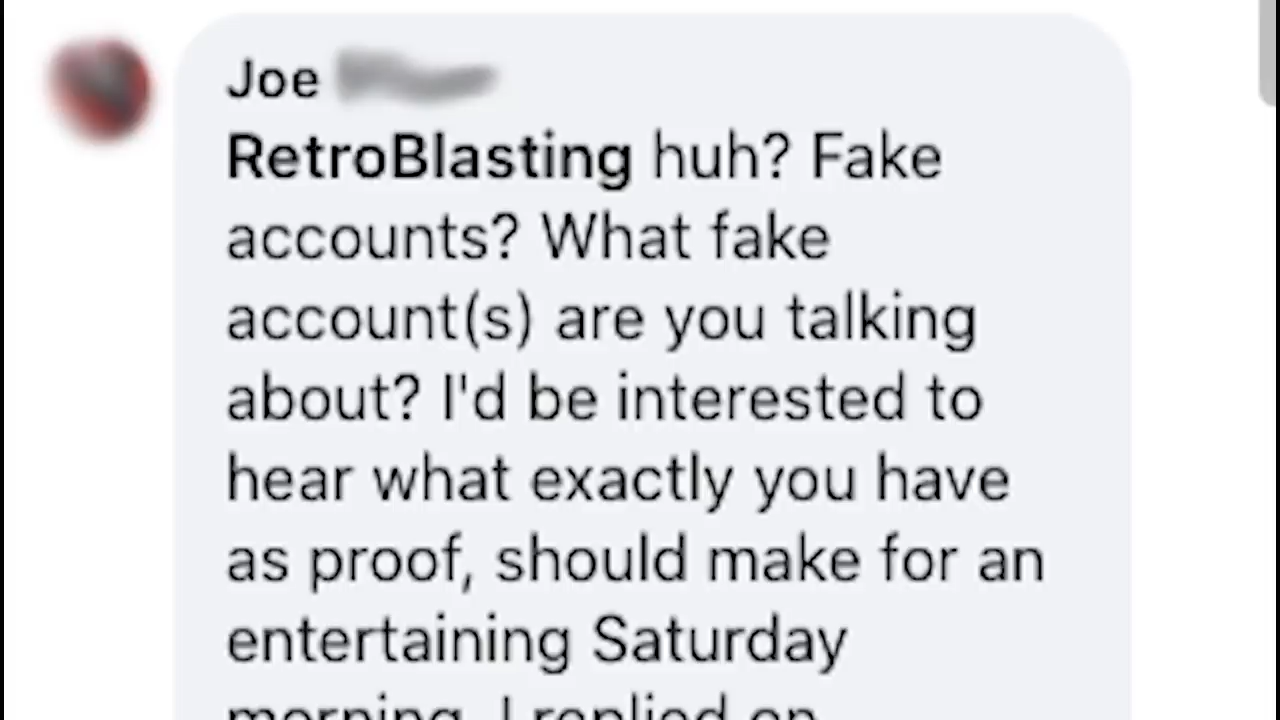 Joe
RetroBlasting huh? Fake
accounts? What fake
account(s) are you talking
about? I'd be interested to
hear what exactly you have
as proof, should make for an
entertaining Saturday
morning. I replied on